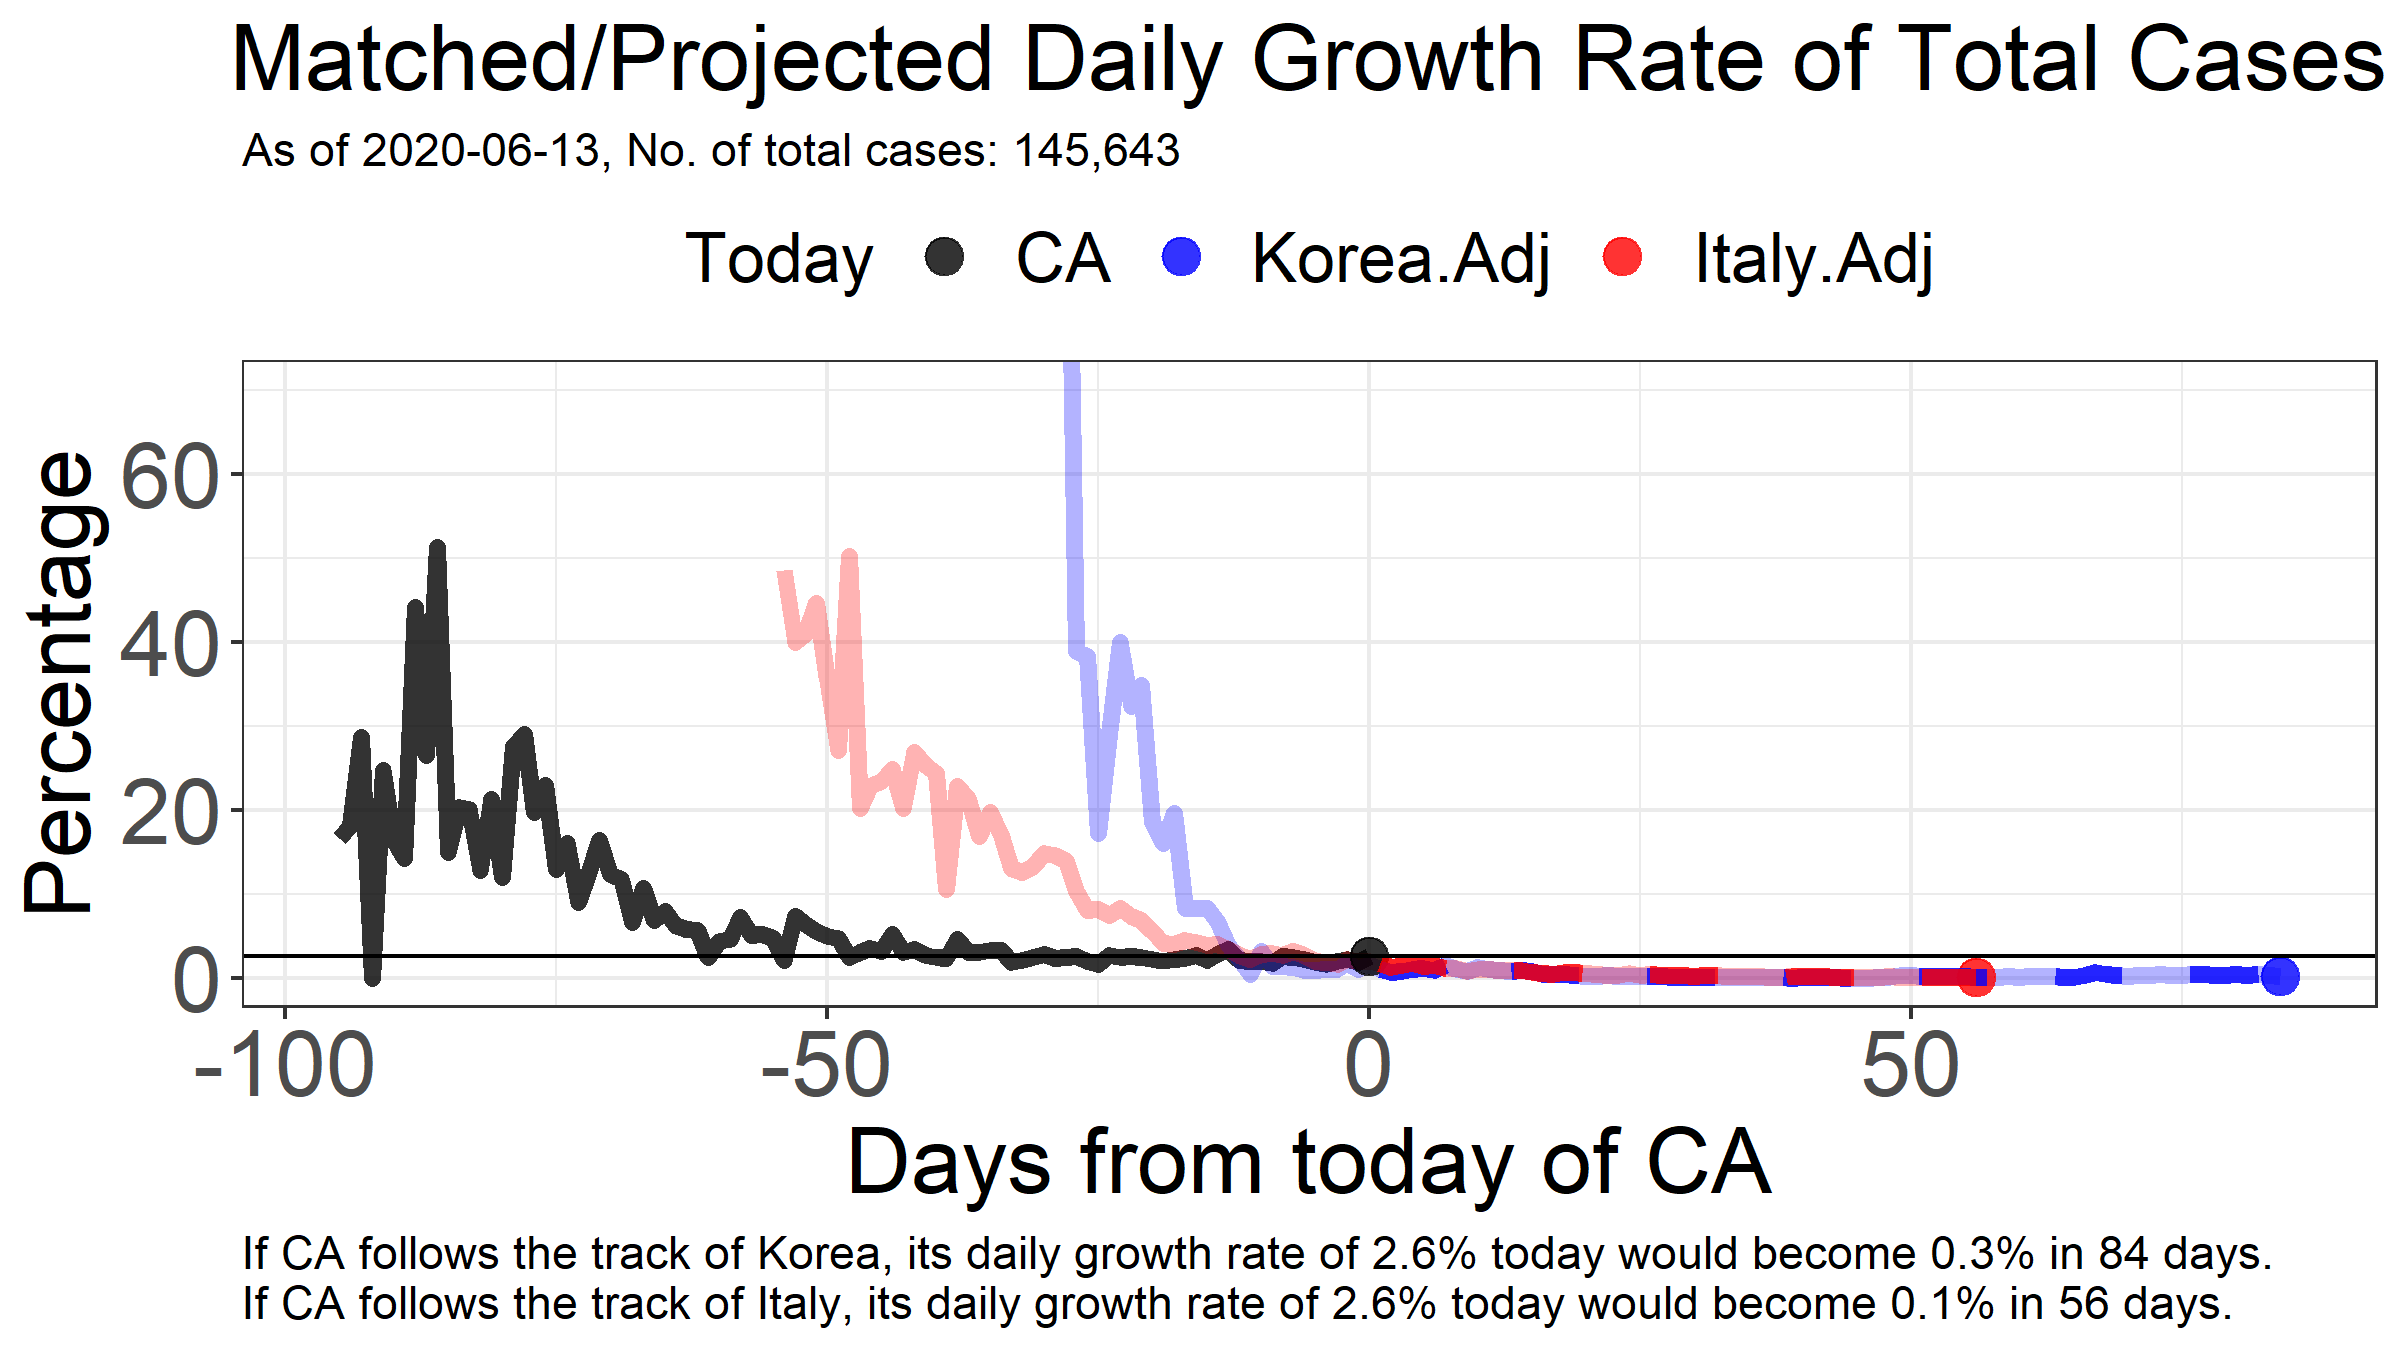 Matched/Projected Daily Growth Rate of Total Cases
As of 2020-06-13, No. of total cases: 145,643
Today CA Korea.Adj Italy.Adj
Percentage
60
40
20
0
-100 -50 0 50
Days from today of CA
If CA follows the track of Korea, its daily growth rate of 2.6% today would become 0.3% in 84 days.
If CA follows the track of Italy, its daily growth rate of 2.6% today would become 0.1% in 56 days.